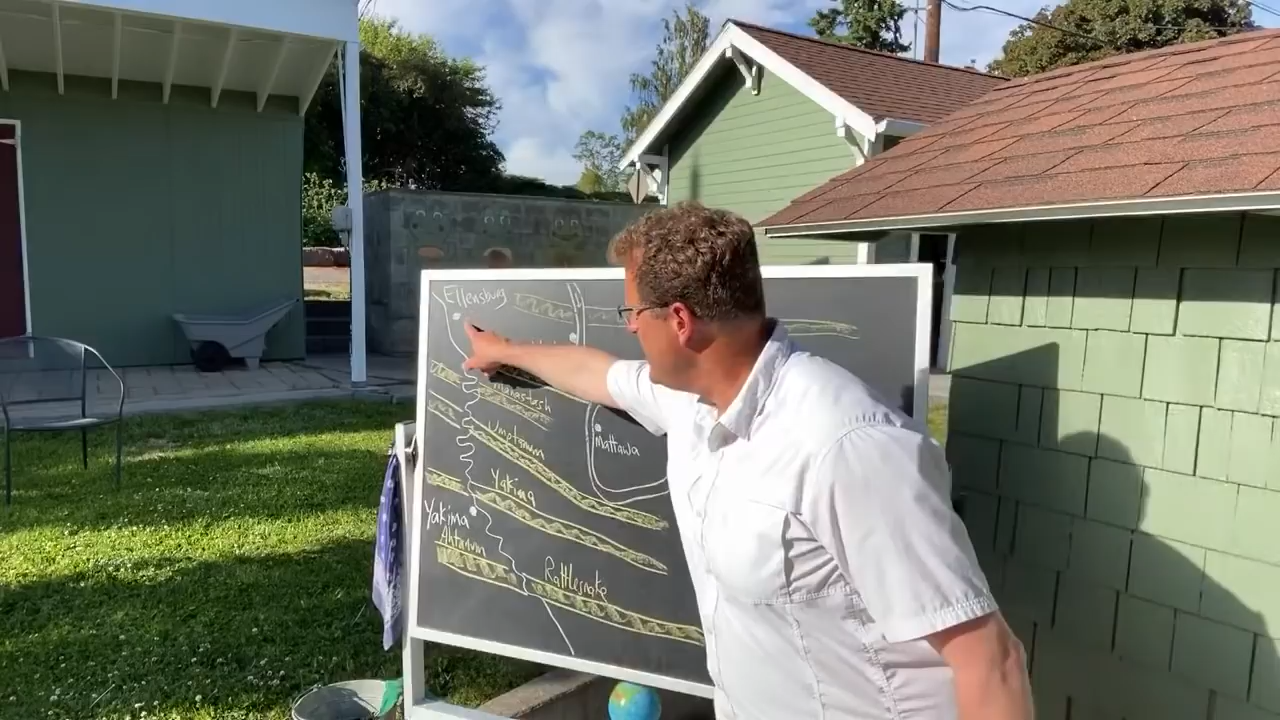 Ellensburg
Manastash
Umptanum
Mattawa
Yakima
Yakima
Ahtanum
Rattlesnake